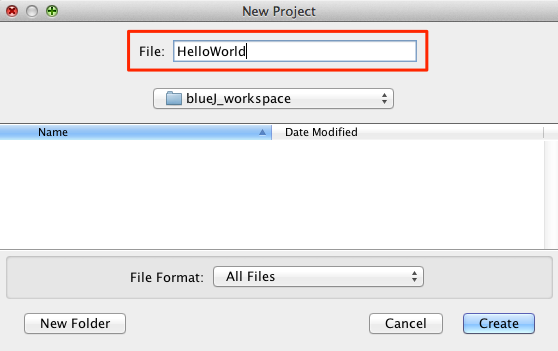 New Project
File: HelloWorld
blueJ_workspace
Name Date Modified
File Format: All Files
New Folder Cancel Create